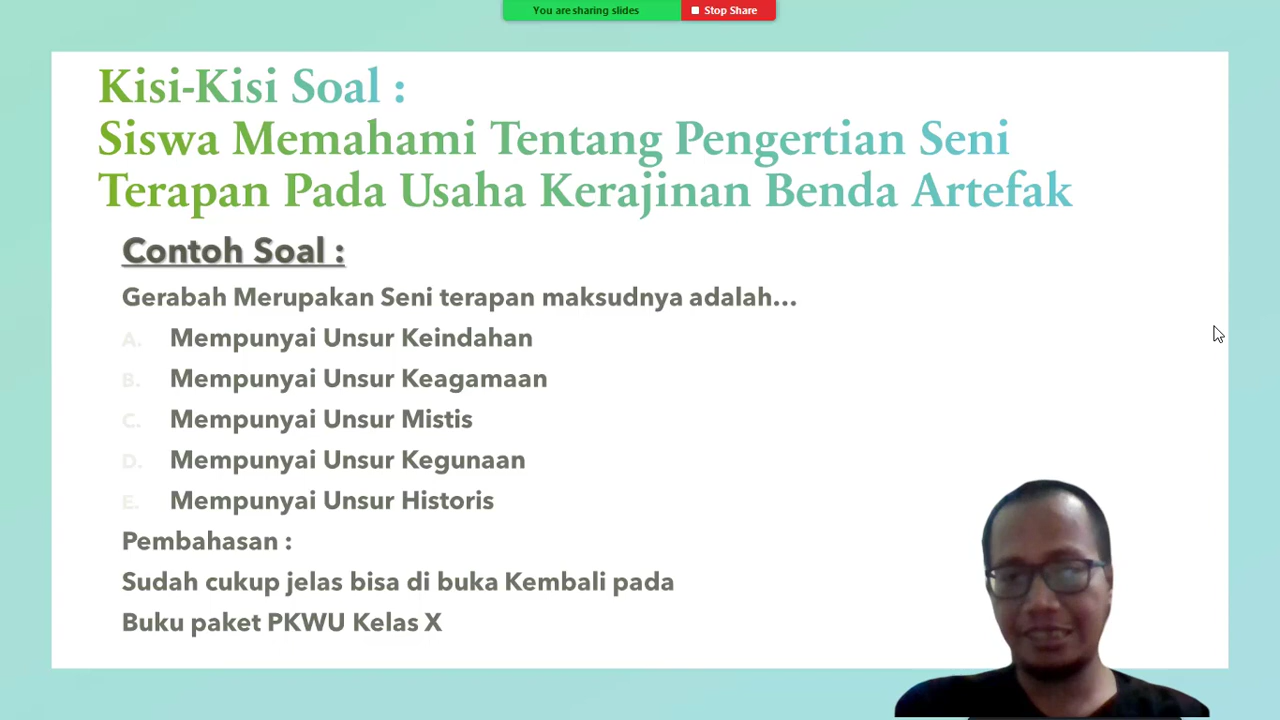 You are sharing slides
Stop Share
Kisi-Kisi Soal :
Siswa Memahami Tentang Pengertian Seni
Terapan Pada Usaha Kerajinan Benda Artefak
Contoh Soal :
Gerabah Merupakan Seni terapan maksudnya adalah...
A. Mempunyai Unsur Keindahan
B. Mempunyai Unsur Keagamaan
C. Mempunyai Unsur Mistis
D. Mempunyai Unsur Kegunaan
E. Mempunyai Unsur Historis
Pembahasan :
Sudah cukup jelas bisa di buka Kembali pada
Buku paket PKWU Kelas X